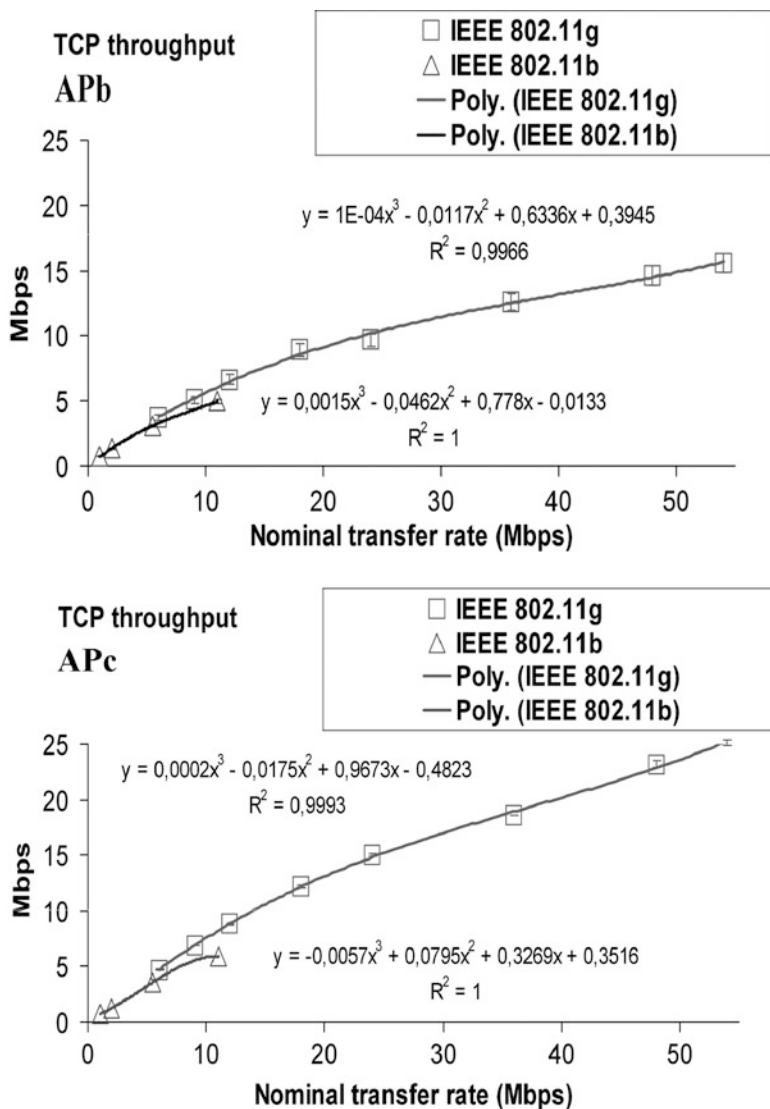 TCP throughput
APb
IEEE 802.11g
IEEE 802.11b
Poly. (IEEE 802.11g)
Poly. (IEEE 802.11b)
25
20
15
10
5
0
Mbps
y = 1E-04x³ - 0,0117x² + 0,6336x + 0,3945
R² = 0,9966
y = 0,0015x³ - 0,0462x² + 0,778x - 0,0133
R² = 1
0 10 20 30 40 50
Nominal transfer rate (Mbps)
TCP throughput
APc
IEEE 802.11g
IEEE 802.11b
Poly. (IEEE 802.11g)
Poly. (IEEE 802.11b)
25
20
15
10
5
0
Mbps
y = 0,0002x³ - 0,0175x² + 0,9673x - 0,4823
R² = 0,9993
y = -0,0057x³ + 0,0795x² + 0,3269x + 0,3516
R² = 1
0 10 20 30 40 50
Nominal transfer rate (Mbps)